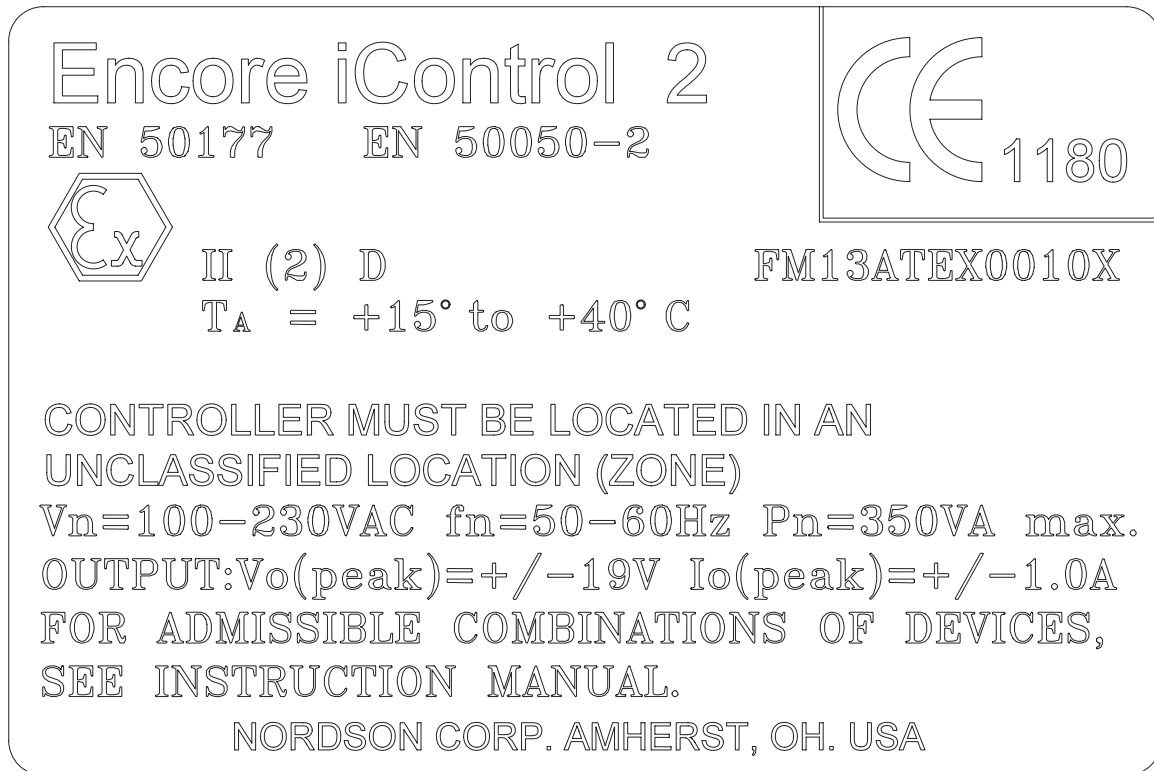 Encore iControl 2
CE 1180
EN 50177 EN 50050-2
Ex
II (2) D FM13ATEX0010X
TA = +15° to +40° C
CONTROLLER MUST BE LOCATED IN AN
UNCLASSIFIED LOCATION (ZONE)
Vn=100-230VAC fn=50-60Hz Pn=350VA max.
OUTPUT:Vo(peak)=+/-19V Io(peak)=+/-1.0A
FOR ADMISSIBLE COMBINATIONS OF DEVICES,
SEE INSTRUCTION MANUAL.
NORDSON CORP. AMHERST, OH. USA